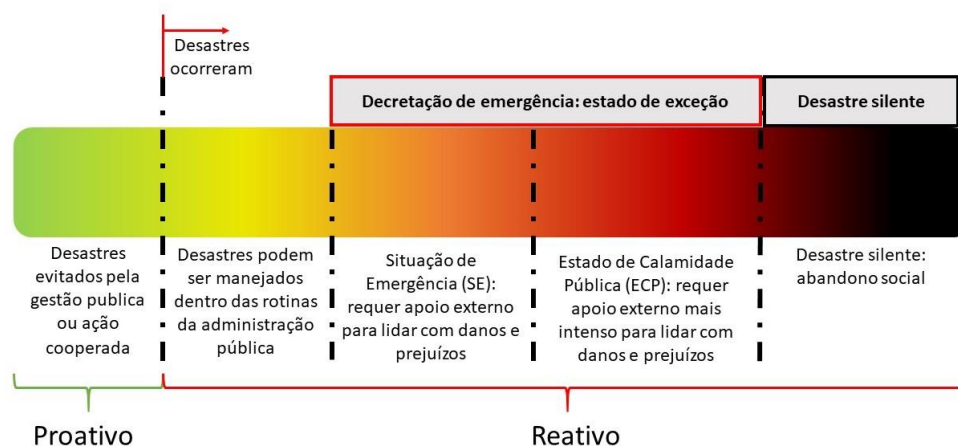 Desastres
ocorreram
Decretação de emergência: estado de exceção
Desastre silente
Desastres
evitados pela
gestão publica
ou ação
cooperada
Desastres podem
ser manejados
dentro das rotinas
da administração
pública
Situação de
Emergência (SE):
requer apoio externo
para lidar com danos e
prejuízos
Estado de Calamidade
Pública (ECP): requer
apoio externo mais
intenso para lidar com
danos e prejuízos
Desastre silente:
abandono social
Proativo
Reativo